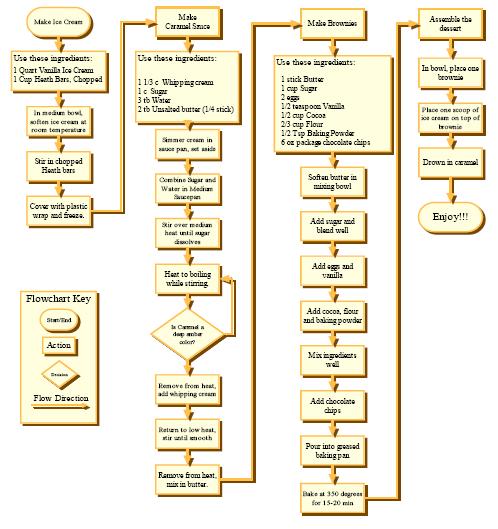 Make Ice Cream
Use these ingredients:
1 Quart Vanilla Ice Cream
1 Cup Heath Bars, Chopped
In medium bowl,
soften ice cream at
room temperature
Stir in chopped
Heath bars
Cover with plastic
wrap and freeze.
Flowchart Key
Start/End
Action
Decision
Flow Direction
Make
Caramel Sauce
Use these ingredients:
1 1/3 c Whipping cream
1 c Sugar
3 tb Water
2 tb Unsalted butter (1/4 stick)
Simmer cream in
sauce pan, set aside
Combine Sugar and
Water in Medium
Saucepan
Stir over medium
heat until sugar
dissolves
Heat to boiling
while stirring.
Is Carmel a
deep amber
color?
Remove from heat,
add whipping cream
Return to low heat,
stir until smooth
Remove from heat,
mix in butter.
Make Brownies
Use these ingredients:
1 stick Butter
1 cup Sugar
2 eggs
1/2 teaspoon Vanilla
1/2 cup Cocoa
2/3 cup Flour
1/2 Tsp Baking Powder
6 oz package chocolate chips
Soften butter in
mixing bowl
Add sugar and
blend well
Add eggs and
vanilla
Add cocoa, flour
and baking powder
Mix ingredients
well
Add chocolate
chips
Pour into greased
baking pan
Bake at 350 degrees
for 15-20 min
Assemble the
dessert
In bowl, place one
brownie
Place one scoop of
ice cream on top of
brownie
Drown in caramel
Enjoy!!!